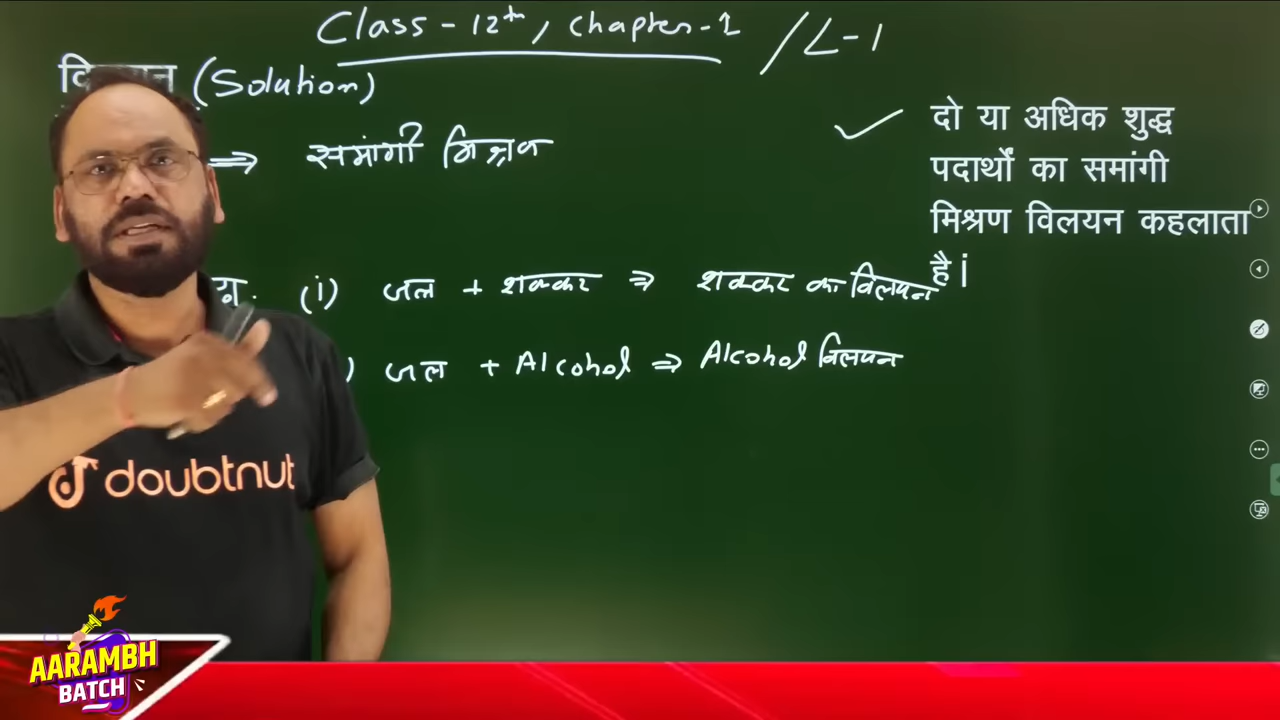 Class - 12th, Chapter-1 / L-1
(Solution)
⇒ समांगी मिश्रण
(i) जल + शक्कर ⇒ शक्कर का विलयन
) जल + Alcohol ⇒ Alcohol विलयन
✓ दो या अधिक शुद्ध
पदार्थों का समांगी
मिश्रण विलयन कहलाता
है।
doubtnut
AARAMBH
BATCH